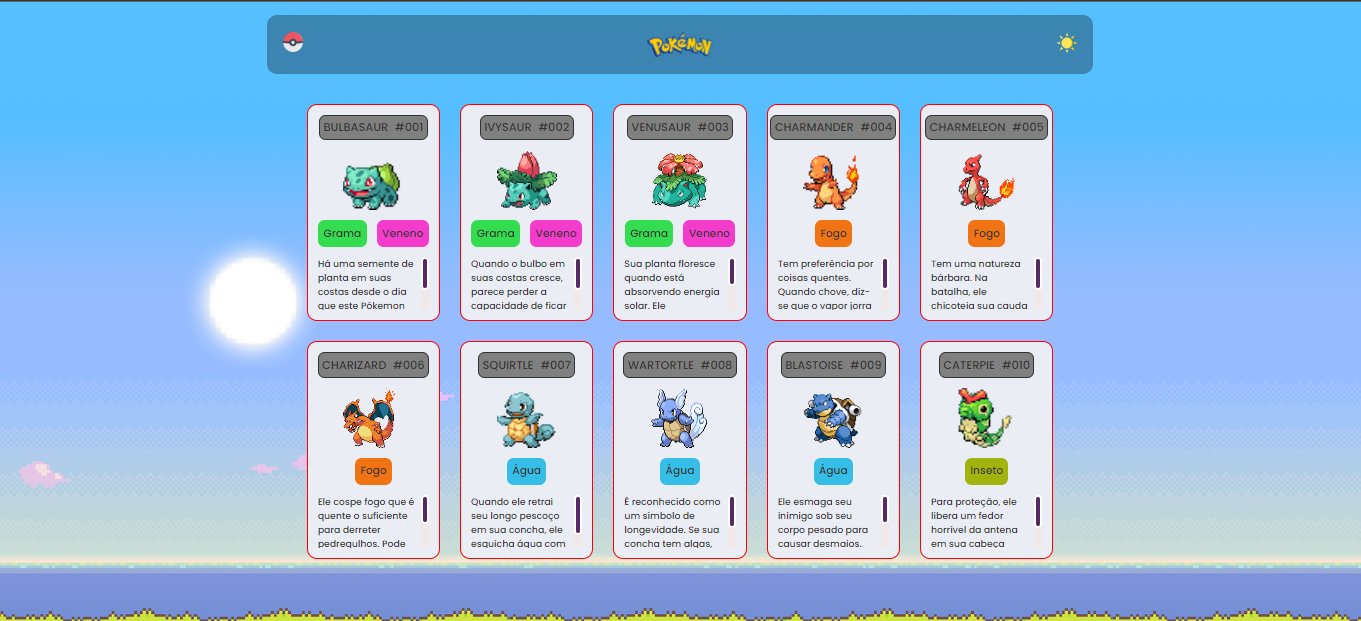 POKéMON
BULBASAUR #001
Grama Veneno
Há uma semente de
planta em suas
costas desde o dia
que este Pókemon
IVYSAUR #002
Grama Veneno
Quando o bulbo em
suas costas cresce,
parece perder a
capacidade de ficar
VENUSAUR #003
Grama Veneno
Sua planta floresce
quando está
absorvendo energia
solar. Ele
CHARMANDER #004
Fogo
Tem preferência por
coisas quentes.
Quando chove, diz-
se que o vapor jorra
CHARMELEON #005
Fogo
Tem uma natureza
bárbara. Na
batalha, ele
chicoteia sua cauda
CHARIZARD #006
Fogo
Ele cospe fogo que é
quente o suficiente
para derreter
pedregulhos. Pode
SQUIRTLE #007
Água
Quando ele retrai
seu longo pescoço
em sua concha, ele
esguicha água com
WARTORTLE #008
Água
É reconhecido como
um símbolo de
longevidade. Se sua
concha tem algas,
BLASTOISE #009
Água
Ele esmaga seu
inimigo sob seu
corpo pesado para
causar desmaios.
CATERPIE #010
Inseto
Para proteção, ele
libera um fedor
horrível da antena
em sua cabeça